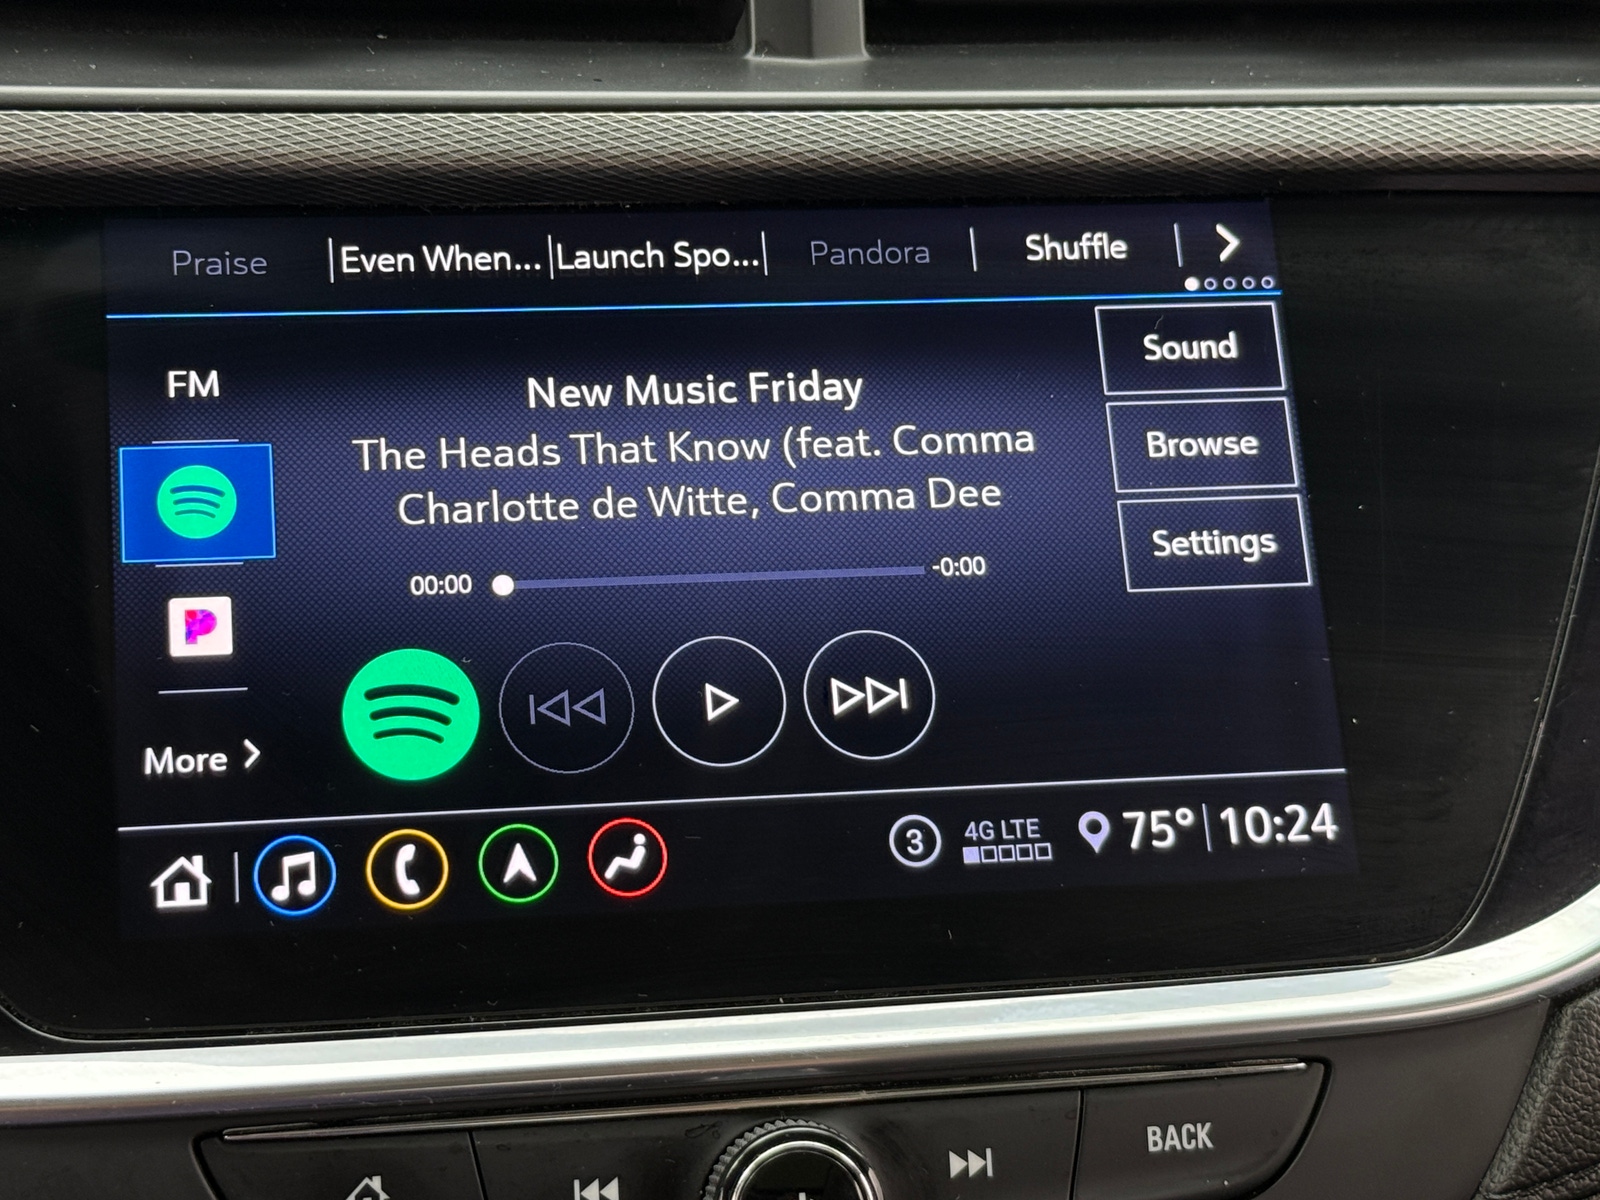 Praise
Even When...
Launch Spo...
Pandora
Shuffle
FM
New Music Friday
The Heads That Know (feat. Comma
Charlotte de Witte, Comma Dee
00:00
-0:00
Sound
Browse
Settings
More
3
4G LTE
75°
10:24
BACK